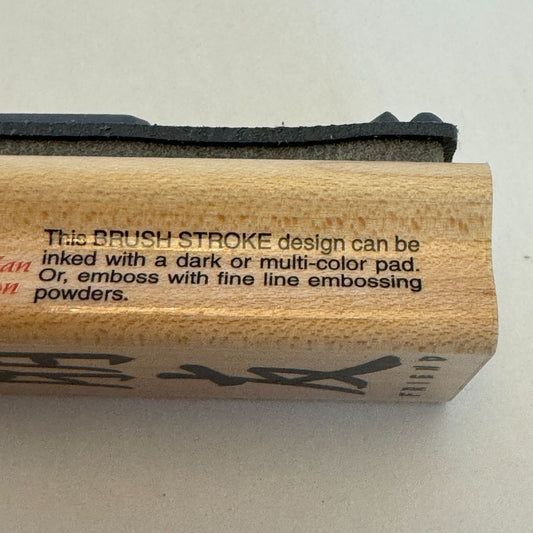 This BRUSH STROKE design can be
inked with a dark or multi-color pad.
Or, emboss with fine line embossing
powders.
FRIEND